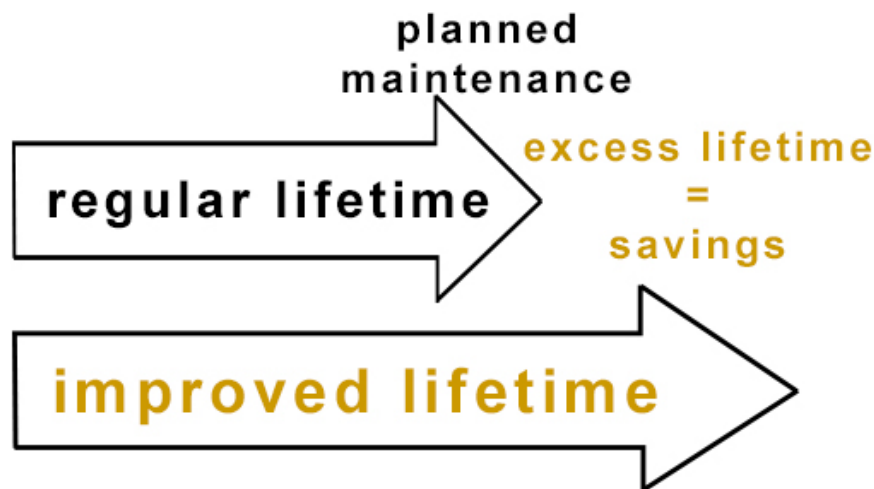 planned
maintenance
excess lifetime
=
savings
regular lifetime
improved lifetime